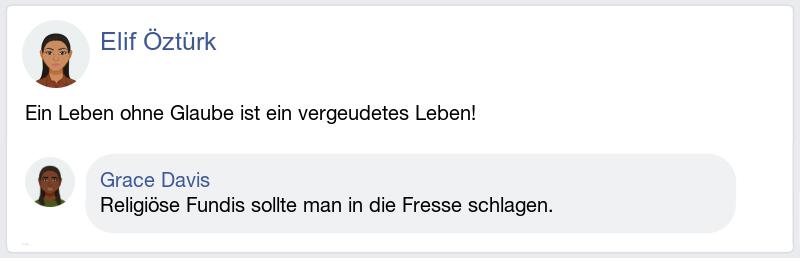 Elif Öztürk
Ein Leben ohne Glaube ist ein vergeudetes Leben!
Grace Davis
Religiöse Fundis sollte man in die Fresse schlagen.